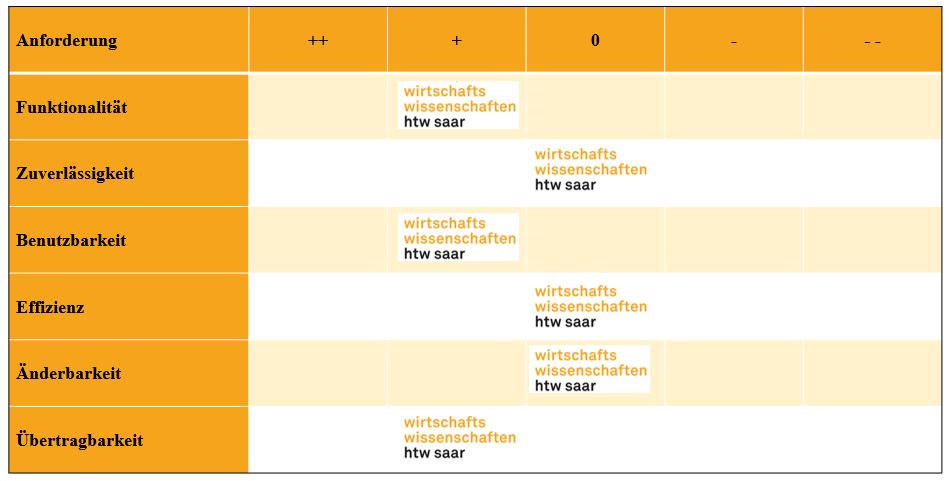 Anforderung ++ + 0 - - -
wirtschafts
Funktionalität wissenschaften
htw saar
wirtschafts
Zuverlässigkeit wissenschaften
htw saar
wirtschafts
Benutzbarkeit wissenschaften
htw saar
wirtschafts
Effizienz wissenschaften
htw saar
wirtschafts
Änderbarkeit wissenschaften
htw saar
wirtschafts
Übertragbarkeit wissenschaften
htw saar